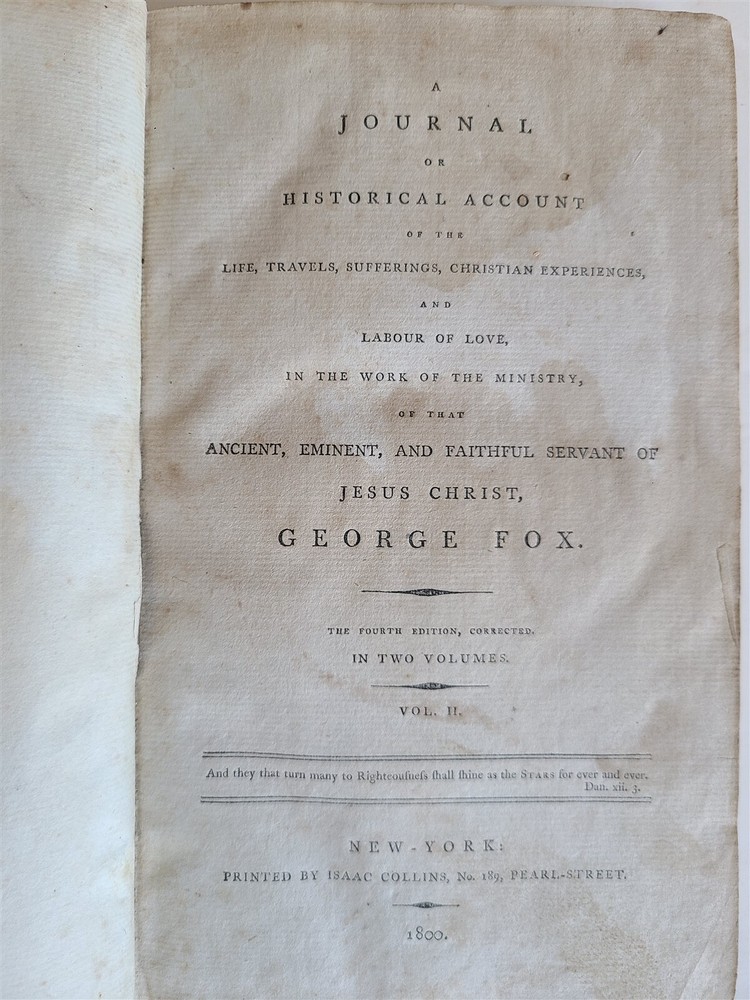 A
JOURNAL
OR
HISTORICAL ACCOUNT
OF THE
LIFE, TRAVELS, SUFFERINGS, CHRISTIAN EXPERIENCES,
AND
LABOUR OF LOVE,
IN THE WORK OF THE MINISTRY,
OF THAT
ANCIENT, EMINENT, AND FAITHFUL SERVANT OF
JESUS CHRIST,
GEORGE FOX.
THE FOURTH EDITION, CORRECTED.
IN TWO VOLUMES.
VOL. II.
And they that turn many to Righteouſneſs ſhall ſhine as the STARS for ever and ever.
Dan. xii. 3.
NEW-YORK:
PRINTED BY ISAAC COLLINS, No. 189, PEARL-STREET.
1800.